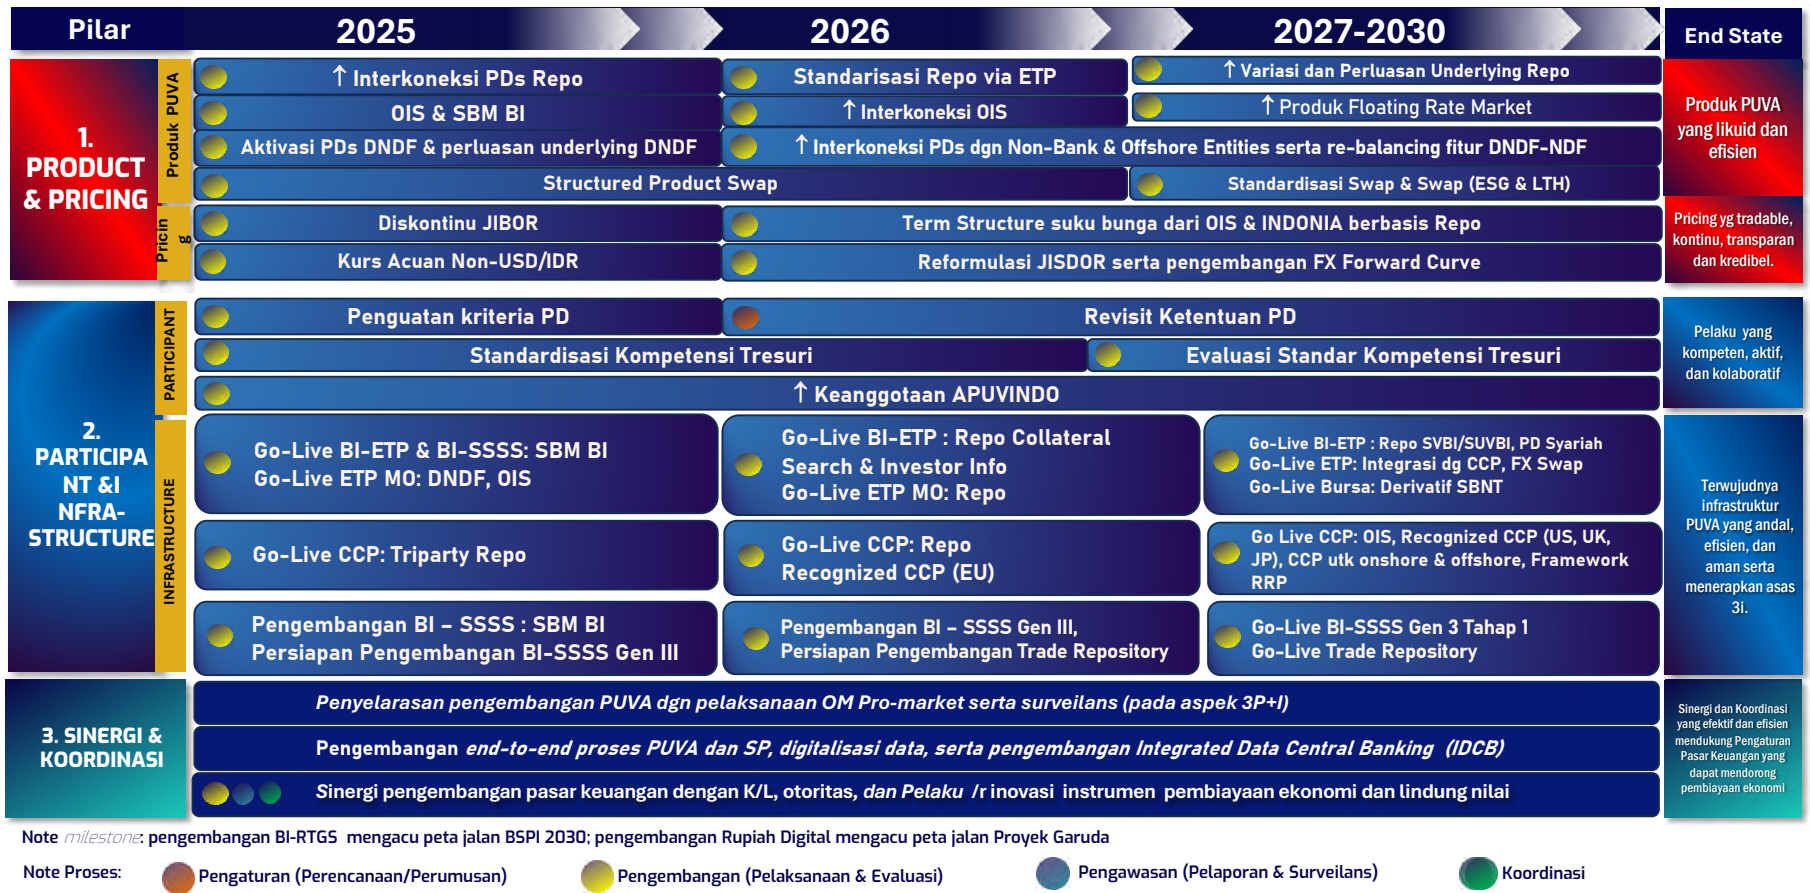 Pilar
2025
2026
2027-2030
End State
1.
PRODUCT
& PRICING
Produk PUVA
↑ Interkoneksi PDs Repo
Standarisasi Repo via ETP
↑ Variasi dan Perluasan Underlying Repo
OIS & SBM BI
↑ Interkoneksi OIS
↑ Produk Floating Rate Market
Aktivasi PDs DNDF & perluasan underlying DNDF
↑ Interkoneksi PDs dgn Non-Bank & Offshore Entities serta re-balancing fitur DNDF-NDF
Structured Product Swap
Standardisasi Swap & Swap (ESG & LTH)
Produk PUVA
yang likuid dan
efisien
Pricin
g
Diskontinu JIBOR
Term Structure suku bunga dari OIS & INDONIA berbasis Repo
Kurs Acuan Non-USD/IDR
Reformulasi JISDOR serta pengembangan FX Forward Curve
Pricing yg tradable,
kontinu, transparan
dan kredibel.
2.
PARTICIPA
NT &I
NFRA-
STRUCTURE
PARTICIPANT
Penguatan kriteria PD
Revisit Ketentuan PD
Standardisasi Kompetensi Tresuri
Evaluasi Standar Kompetensi Tresuri
↑ Keanggotaan APUVINDO
Pelaku yang
kompeten, aktif,
dan kolaboratif
INFRASTRUCTURE
Go-Live BI-ETP & BI-SSSS: SBM BI
Go-Live ETP MO: DNDF, OIS
Go-Live BI-ETP : Repo Collateral
Search & Investor Info
Go-Live ETP MO: Repo
Go-Live BI-ETP : Repo SVBI/SUVBI, PD Syariah
Go-Live ETP: Integrasi dg CCP, FX Swap
Go-Live Bursa: Derivatif SBNT
Go-Live CCP: Triparty Repo
Go-Live CCP: Repo
Recognized CCP (EU)
Go Live CCP: OIS, Recognized CCP (US, UK,
JP), CCP utk onshore & offshore, Framework
RRP
Pengembangan BI – SSSS : SBM BI
Persiapan Pengembangan BI-SSSS Gen III
Pengembangan BI – SSSS Gen III,
Persiapan Pengembangan Trade Repository
Go-Live BI-SSSS Gen 3 Tahap 1
Go-Live Trade Repository
Terwujudnya
infrastruktur
PUVA yang andal,
efisien, dan
aman serta
menerapkan asas
3i.
3. SINERGI &
KOORDINASI
Penyelarasan pengembangan PUVA dgn pelaksanaan OM Pro-market serta surveilans (pada aspek 3P+I)
Pengembangan end-to-end proses PUVA dan SP, digitalisasi data, serta pengembangan Integrated Data Central Banking (IDCB)
Sinergi pengembangan pasar keuangan dengan K/L, otoritas, dan Pelaku /r inovasi instrumen pembiayaan ekonomi dan lindung nilai
Sinergi dan Koordinasi
yang efektif dan efisien
mendukung Pengaturan
Pasar Keuangan yang
dapat mendorong
pembiayaan ekonomi
Note milestone: pengembangan BI-RTGS mengacu peta jalan BSPI 2030; pengembangan Rupiah Digital mengacu peta jalan Proyek Garuda
Note Proses:
Pengaturan (Perencanaan/Perumusan)
Pengembangan (Pelaksanaan & Evaluasi)
Pengawasan (Pelaporan & Surveilans)
Koordinasi